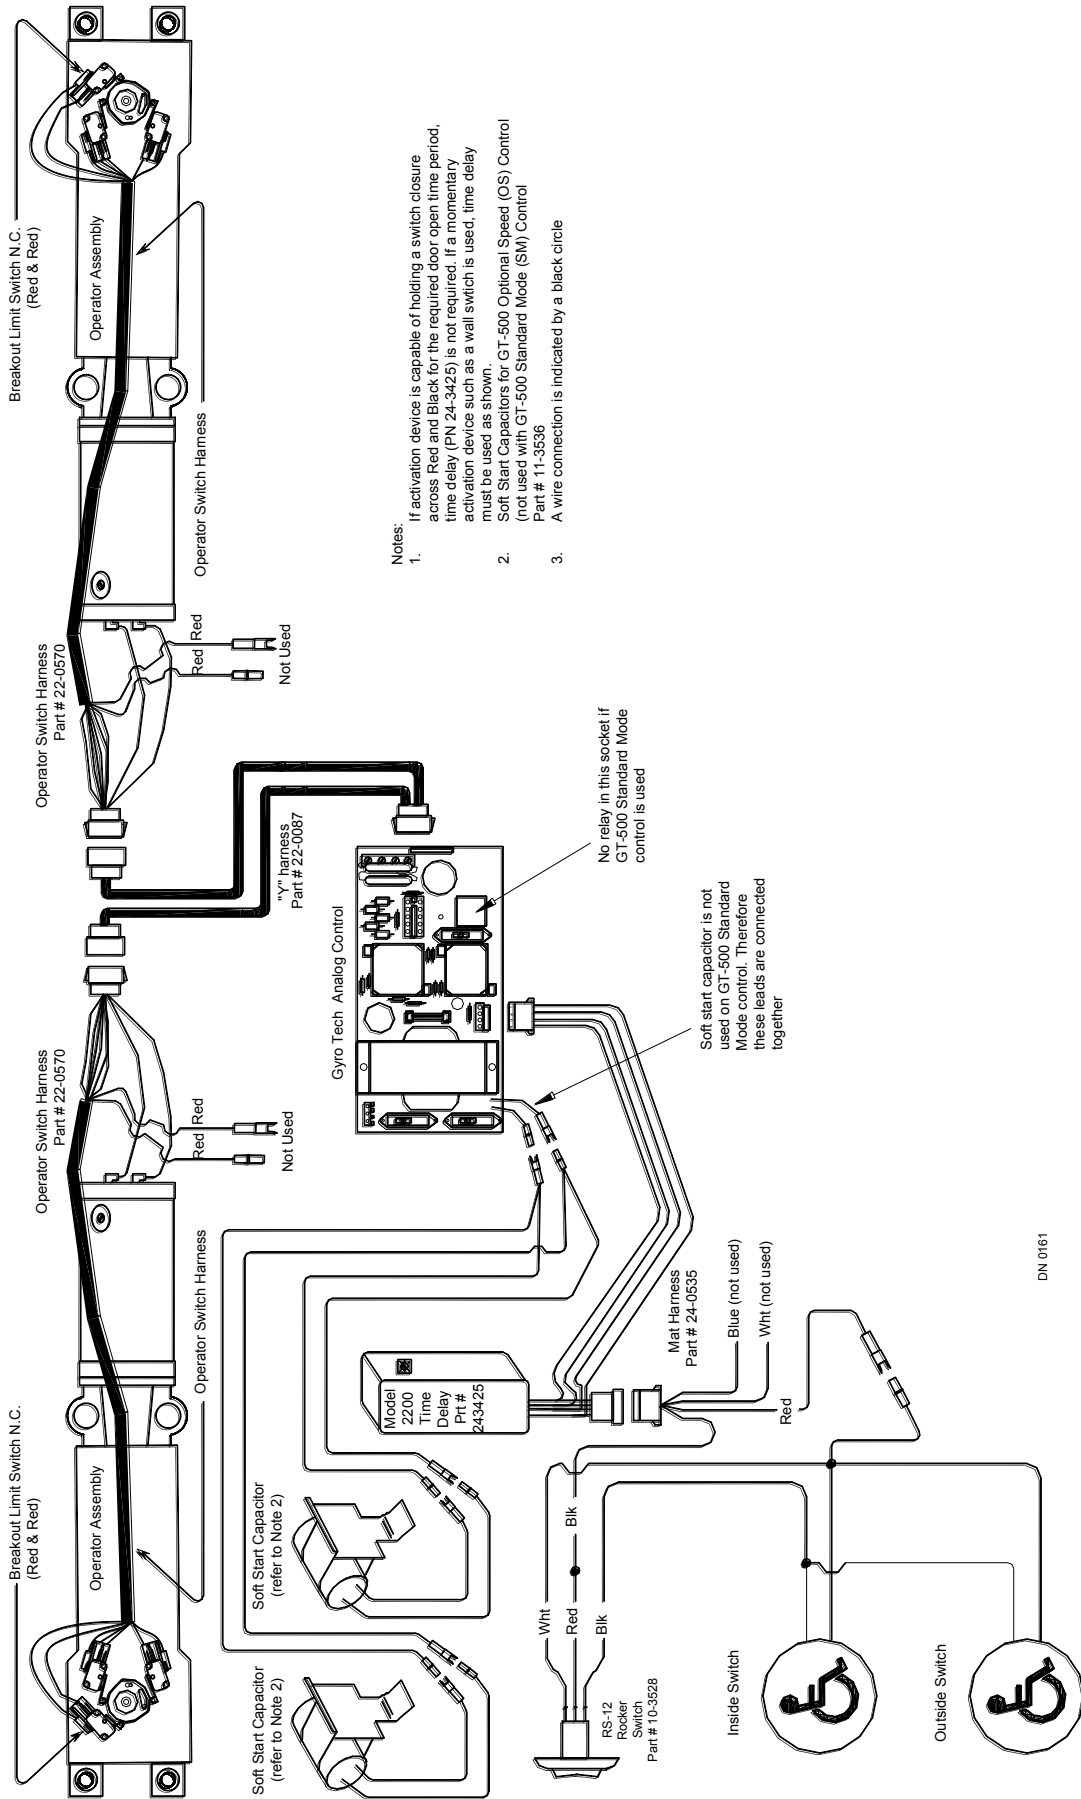 Breakout Limit Switch N.C.
(Red & Red)
Operator Assembly
Operator Switch Harness
Operator Switch Harness
Part # 22-0570
Red
Red
Not Used
"Y" harness
Part # 22-0087
Operator Switch Harness
Part # 22-0570
Red
Red
Not Used
Breakout Limit Switch N.C.
(Red & Red)
Operator Assembly
Operator Switch Harness
Notes:
1. If activation device is capable of holding a switch closure
across Red and Black for the required door open time period,
time delay (PN 24-3425) is not required. If a momentary
activation device such as a wall swtich is used, time delay
must be used as shown.
2. Soft Start Capacitors for GT-500 Optional Speed (OS) Control
(not used with GT-500 Standard Mode (SM) Control
Part # 11-3536
3. A wire connection is indicated by a black circle
Gyro Tech Analog Control
No relay in this socket if
GT-500 Standard Mode
control is used
Soft start capacitor is not
used on GT-500 Standard
Mode control. Therefore
these leads are connected
together
Soft Start Capacitor
(refer to Note 2)
Soft Start Capacitor
(refer to Note 2)
Model
2200
Time
Delay
Prt #
243425
Mat Harness
Part # 24-0535
Blue (not used)
Wht (not used)
Red
Wht
Red
Blk
Blk
RS-12
Rocker
Switch
Part # 10-3528
Inside Switch
Outside Switch
DN 0161